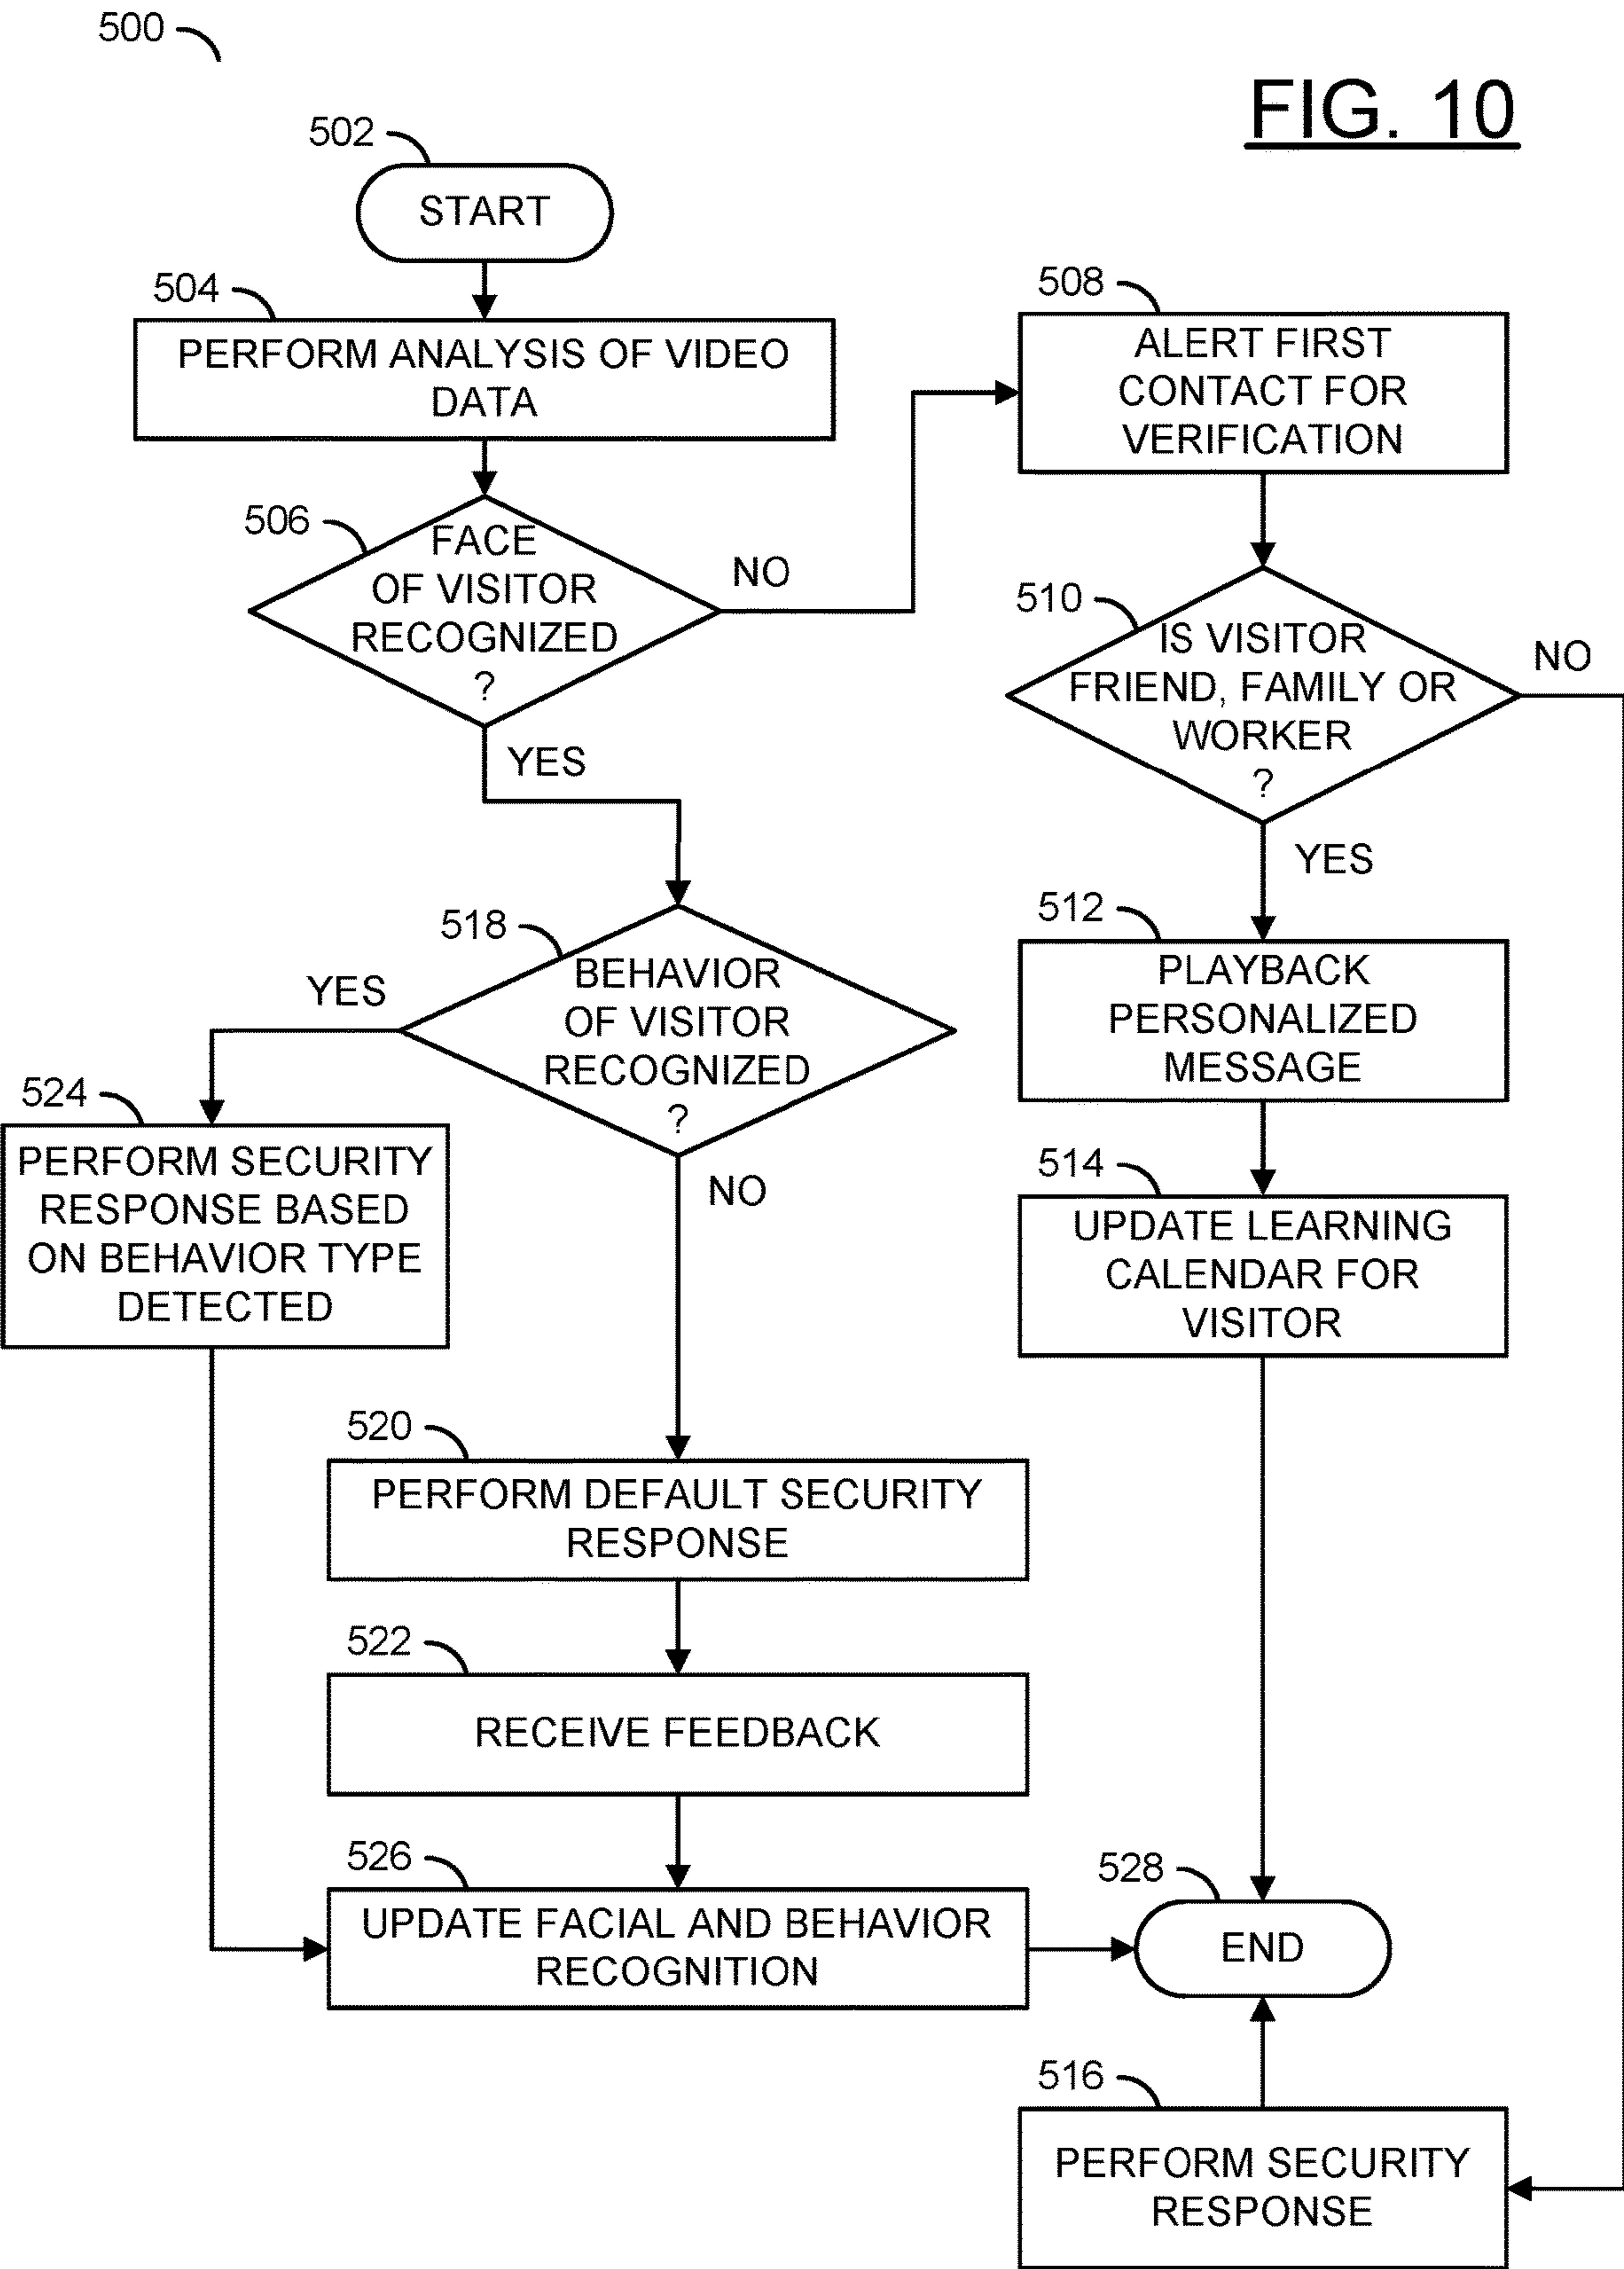 500
FIG. 10
502
START
504
PERFORM ANALYSIS OF VIDEO
DATA
506
FACE
OF VISITOR
RECOGNIZED
?
NO
YES
508
ALERT FIRST
CONTACT FOR
VERIFICATION
510
IS VISITOR
FRIEND, FAMILY OR
WORKER
?
NO
YES
512
PLAYBACK
PERSONALIZED
MESSAGE
514
UPDATE LEARNING
CALENDAR FOR
VISITOR
518
BEHAVIOR
OF VISITOR
RECOGNIZED
?
YES
NO
524
PERFORM SECURITY
RESPONSE BASED
ON BEHAVIOR TYPE
DETECTED
520
PERFORM DEFAULT SECURITY
RESPONSE
522
RECEIVE FEEDBACK
526
UPDATE FACIAL AND BEHAVIOR
RECOGNITION
528
END
516
PERFORM SECURITY
RESPONSE